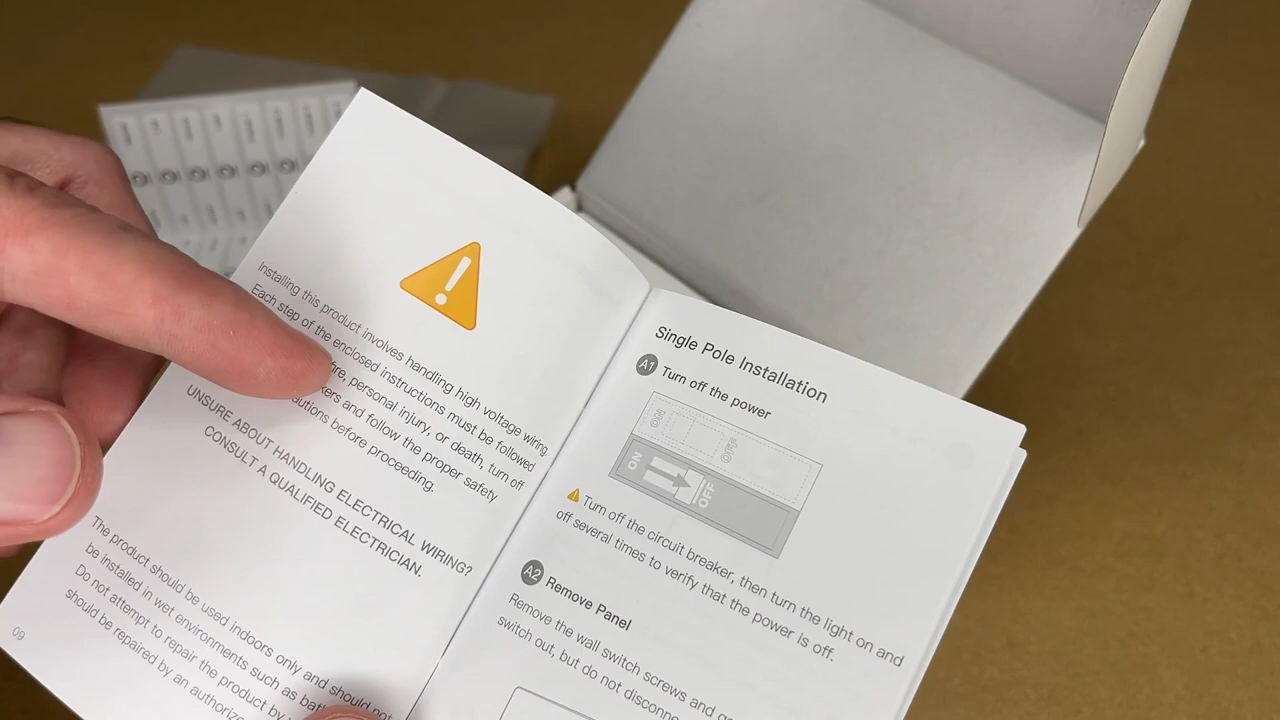 Installing this product involves handling high voltage wiring.
Each step of the enclosed instructions must be followed
fire, personal injury, or death, turn off
and follow the proper safety
before proceeding.
UNSURE ABOUT HANDLING ELECTRICAL WIRING?
CONSULT A QUALIFIED ELECTRICIAN.
The product should be used indoors only and should not
be installed in wet environments such as
Do not attempt to repair the product by
should be repaired by an
09
Single Pole Installation
A1 Turn off the power
ON OFF
ON OFF
Turn off the circuit breaker, then turn the light on and
off several times to verify that the power is off.
A2 Remove Panel
Remove the wall switch screws and
switch out, but do not